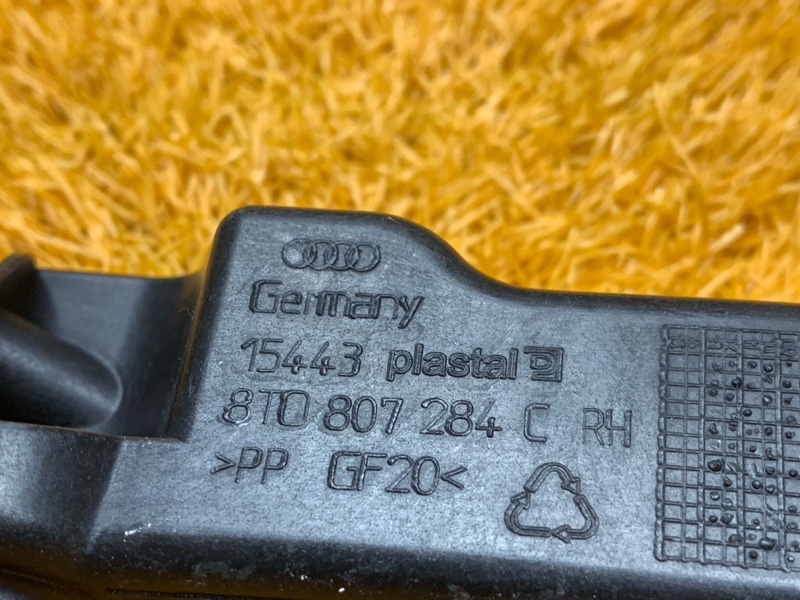 Germany
15443 plastal
8T0 807 284 C RH
>PP GF20<